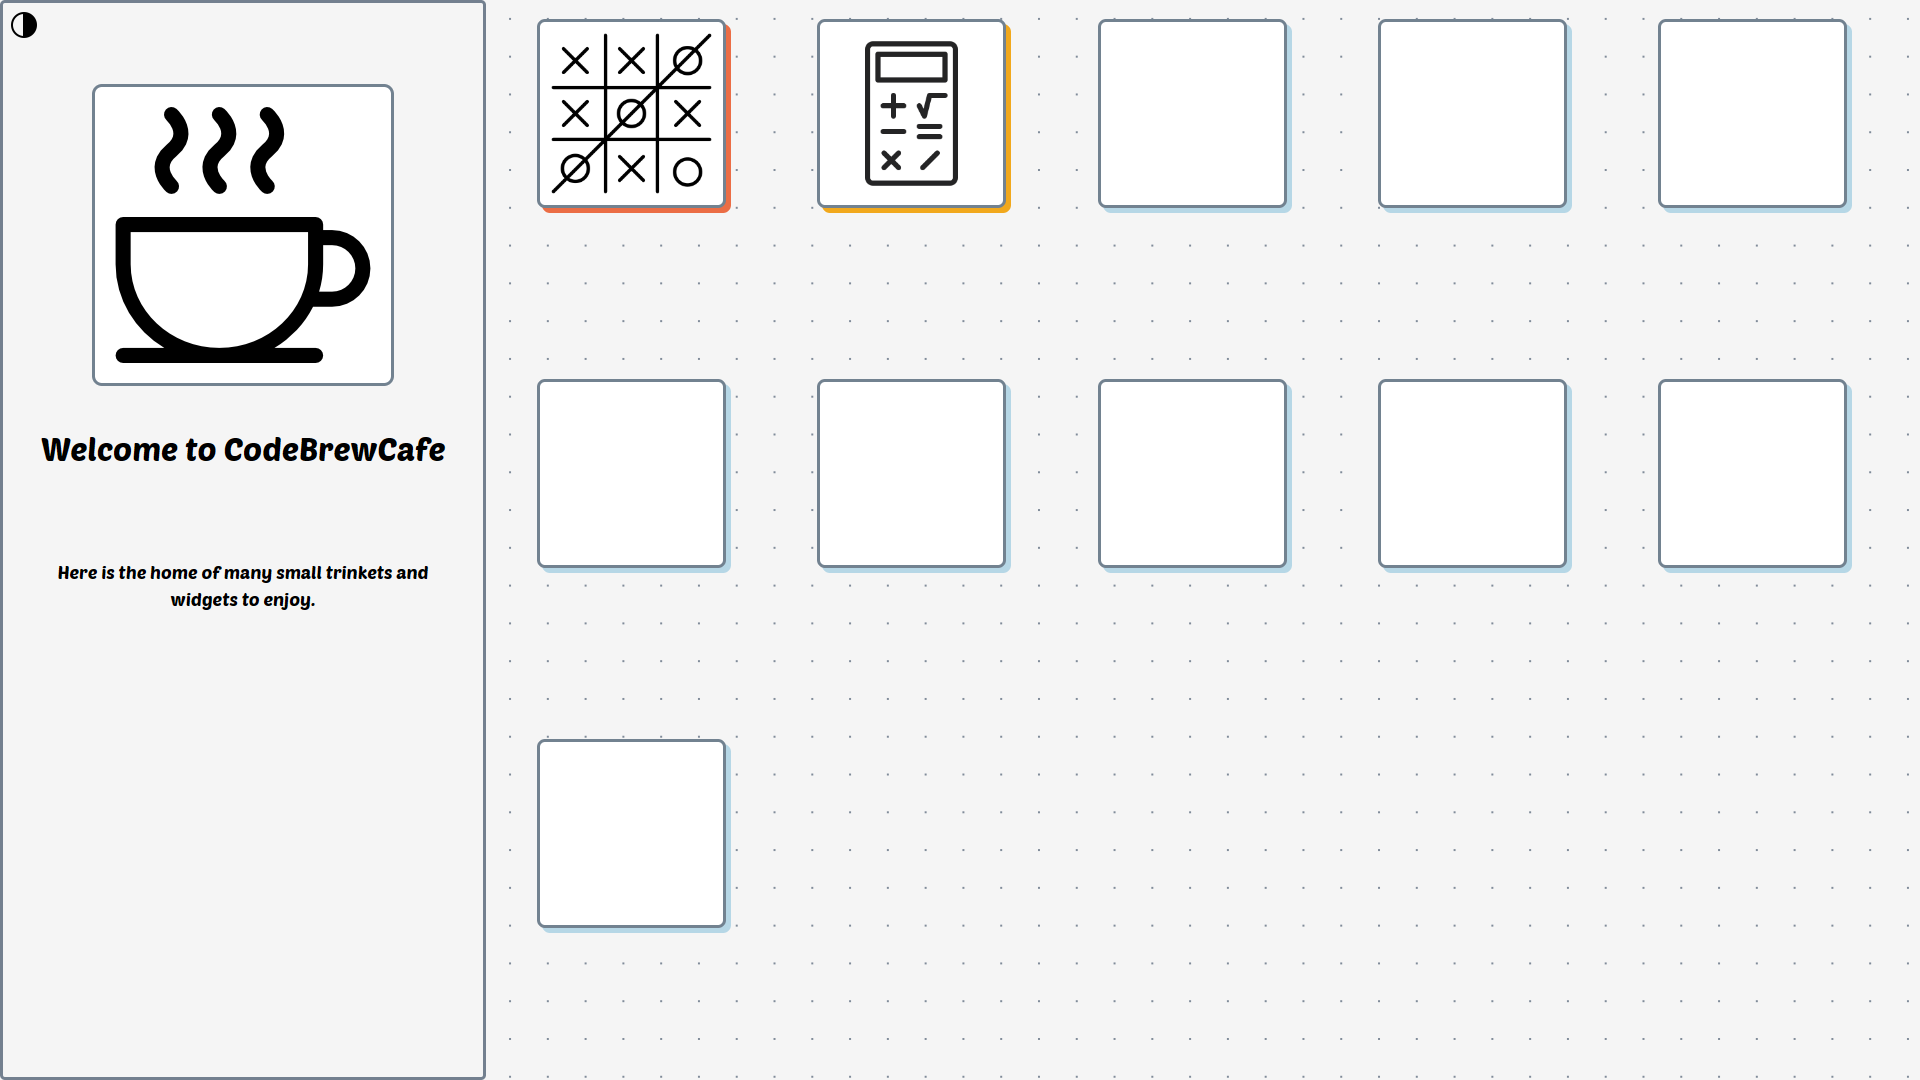 Welcome to CodeBrewCafe
Here is the home of many small trinkets and
widgets to enjoy.